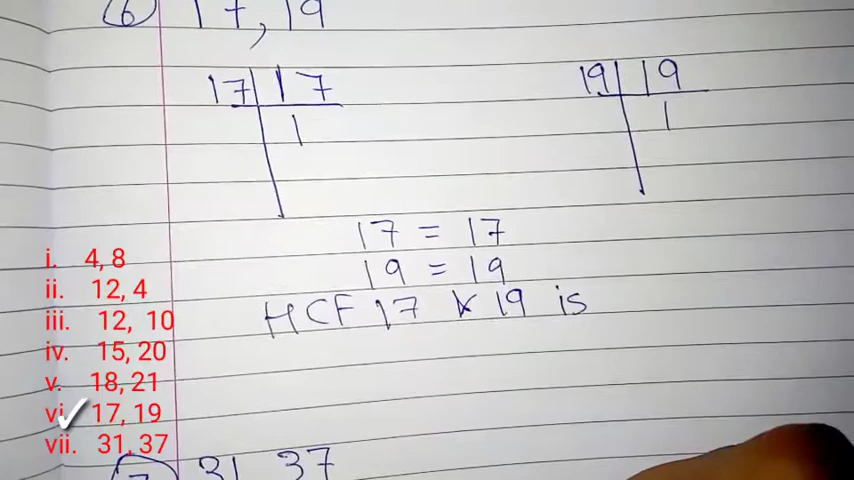 6 17, 19
17 | 17
1
19 | 19
1
17 = 17
19 = 19
HCF 17 & 19 is
i. 4, 8
ii. 12, 4
iii. 12, 10
iv. 15, 20
v. 18, 21
vi. 17, 19
vii. 31, 37
7 31 37